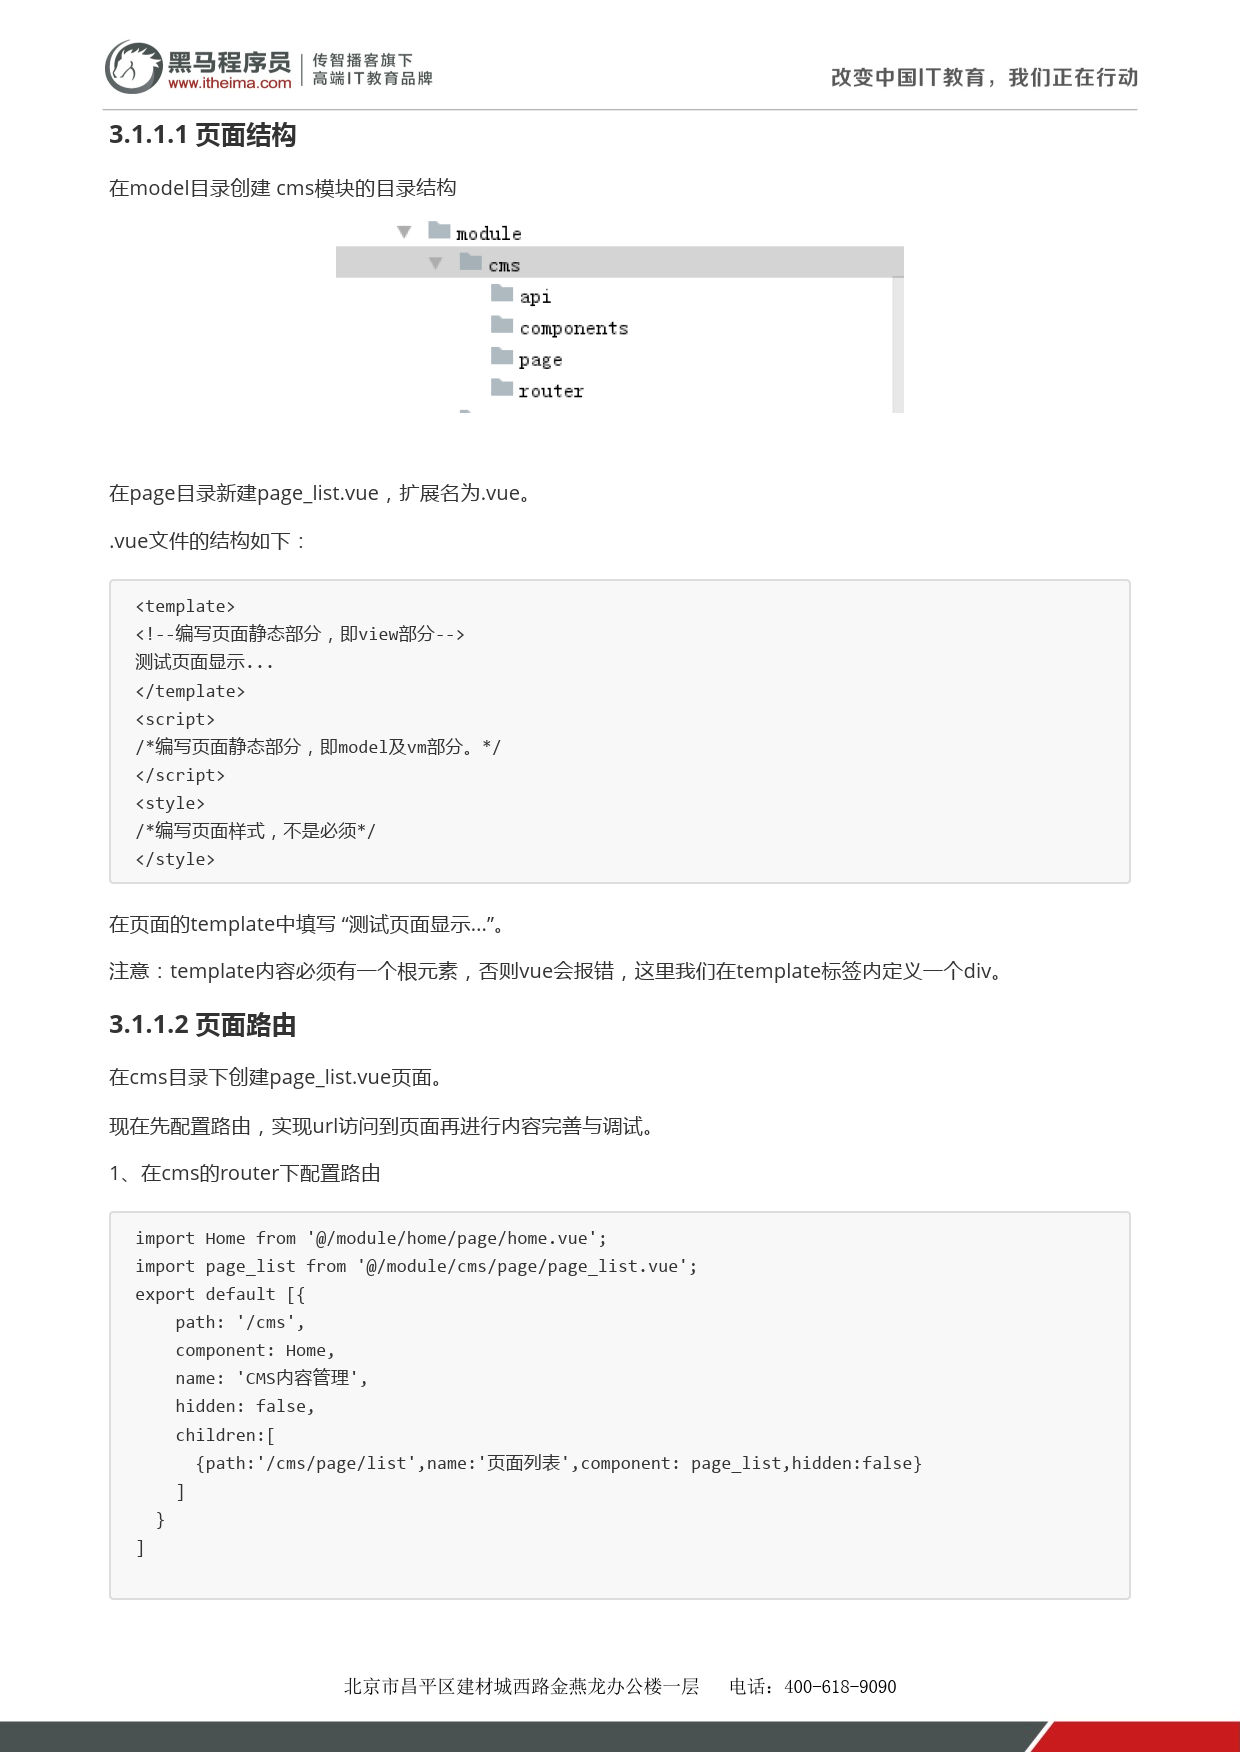 黑马程序员
www.itheima.com
传智播客旗下
高端IT教育品牌
改变中国IT教育，我们正在行动
3.1.1.1 页面结构
在model目录创建 cms模块的目录结构
module
cms
api
components
page
router
在page目录新建page_list.vue，扩展名为.vue。
.vue文件的结构如下：
<template>
<!--编写页面静态部分，即view部分-->
测试页面显示...
</template>
<script>
/*编写页面静态部分，即model及vm部分。*/
</script>
<style>
/*编写页面样式，不是必须*/
</style>
在页面的template中填写 “测试页面显示...”。
注意：template内容必须有一个根元素，否则vue会报错，这里我们在template标签内定义一个div。
3.1.1.2 页面路由
在cms目录下创建page_list.vue页面。
现在先配置路由，实现url访问到页面再进行内容完善与调试。
1、在cms的router下配置路由
import Home from '@/module/home/page/home.vue';
import page_list from '@/module/cms/page/page_list.vue';
export default [{
    path: '/cms',
    component: Home,
    name: 'CMS内容管理',
    hidden: false,
    children:[
      {path:'/cms/page/list',name:'页面列表',component: page_list,hidden:false}
    ]
  }
]
北京市昌平区建材城西路金燕龙办公楼一层 电话：400-618-9090